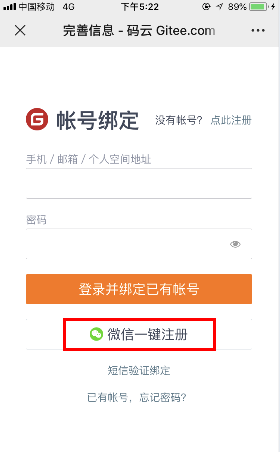 中国移动 4G 下午5:22 89%
完善信息 - 码云 Gitee.com
帐号绑定 没有帐号? 点此注册
手机 / 邮箱 / 个人空间地址
密码
登录并绑定已有帐号
微信一键注册
短信验证绑定
已有帐号，忘记密码?